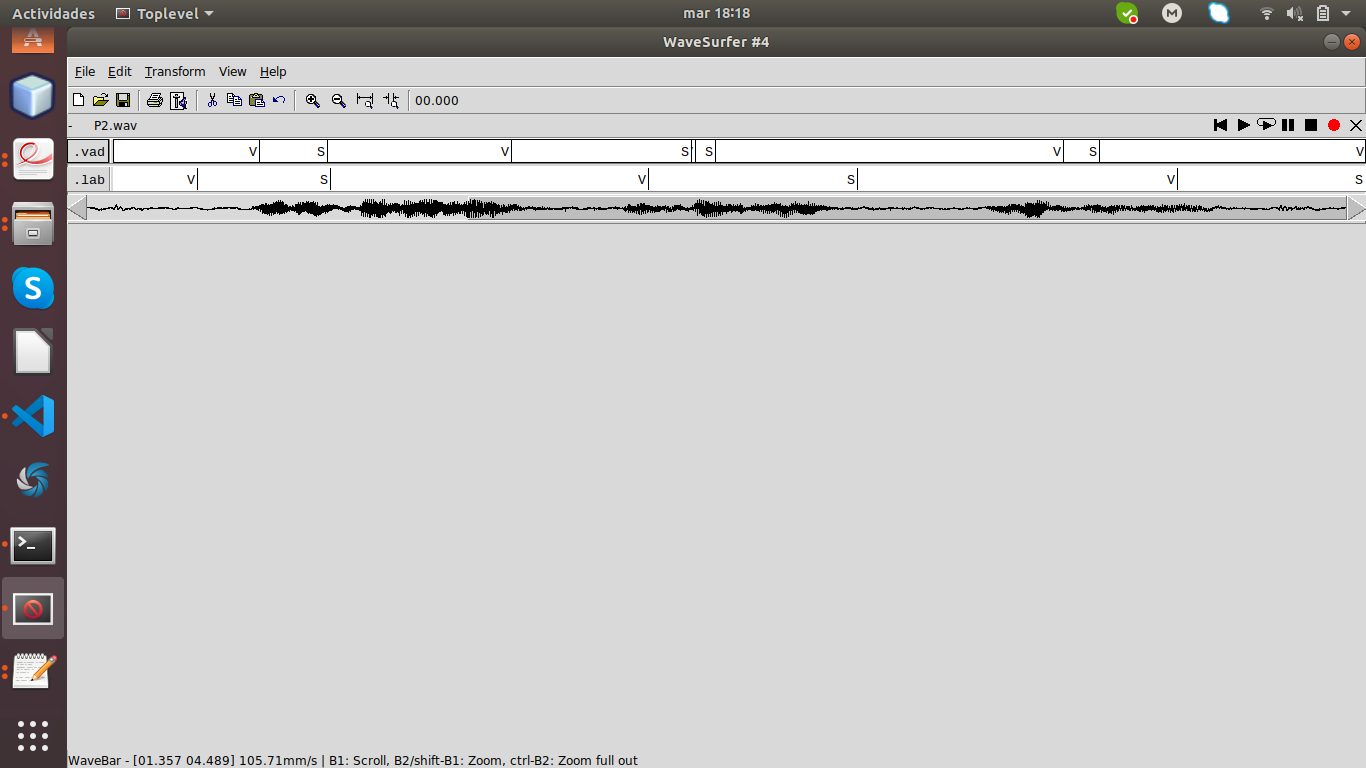 Actividades Toplevel mar 18:18 M
WaveSurfer #4
File Edit Transform View Help
00.000
- P2.wav
.vad V S V S S V S V
.lab V S V S V S
WaveBar - [01.357 04.489] 105.71mm/s | B1: Scroll, B2/shift-B1: Zoom, ctrl-B2: Zoom full out